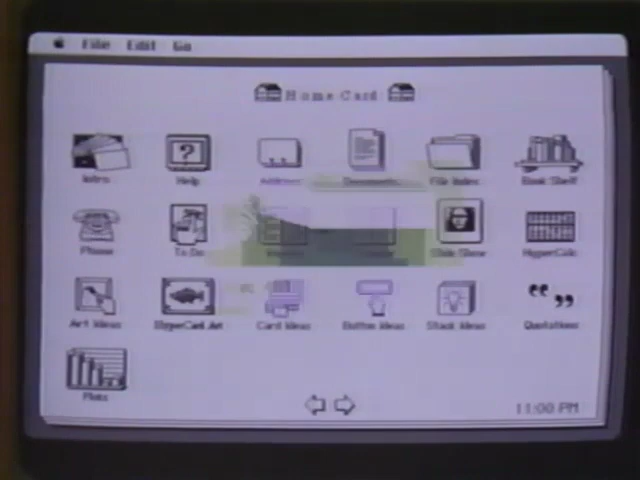 File Edit Go
Home Card
Intro Help Address Documents File Index Book Shelf
Phone To Do Slide Show HyperCalc
Art Ideas HyperCard Art Card Ideas Button Ideas Stack Ideas Quotations
Plots
11:00 PM